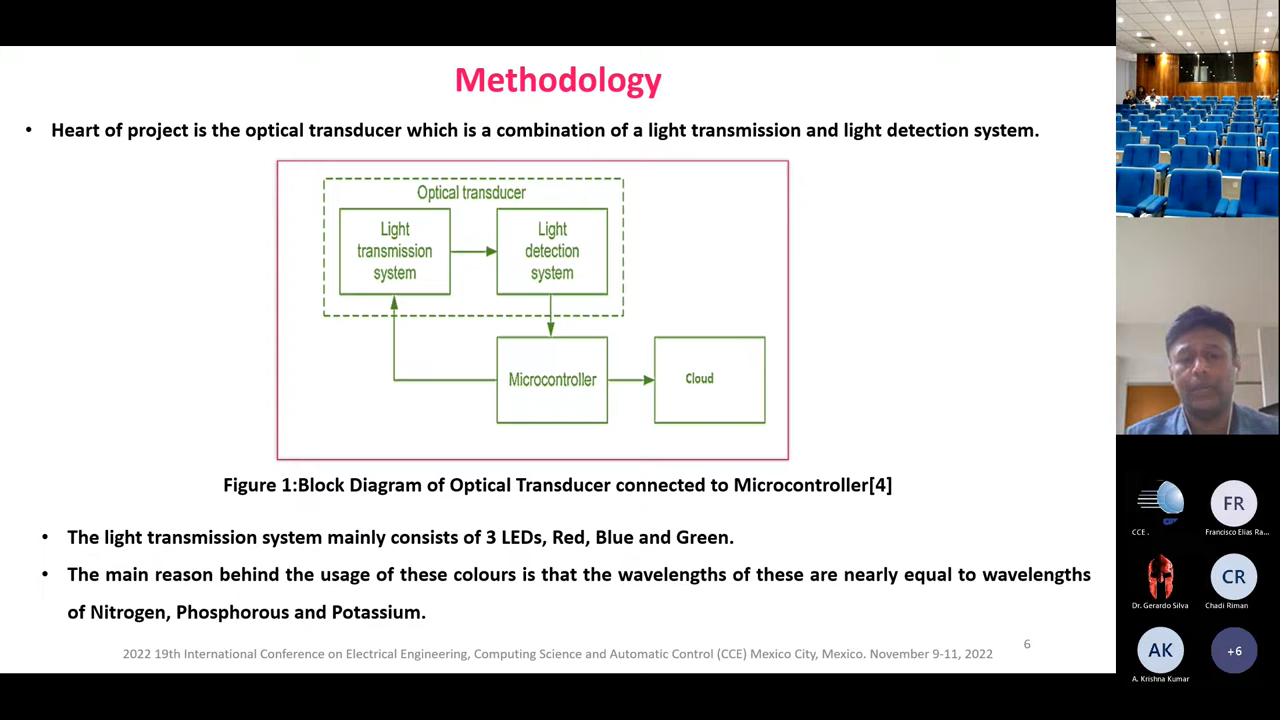 Methodology
• Heart of project is the optical transducer which is a combination of a light transmission and light detection system.
Optical transducer
Light
transmission
system
Light
detection
system
Microcontroller
Cloud
Figure 1:Block Diagram of Optical Transducer connected to Microcontroller[4]
• The light transmission system mainly consists of 3 LEDs, Red, Blue and Green.
• The main reason behind the usage of these colours is that the wavelengths of these are nearly equal to wavelengths
of Nitrogen, Phosphorous and Potassium.
2022 19th International Conference on Electrical Engineering, Computing Science and Automatic Control (CCE) Mexico City, Mexico. November 9-11, 2022
6
CCE .
FR
Francisco Elias Ra...
Dr. Gerardo Silva
CR
Chadi Riman
AK
A. Krishna Kumar
+6